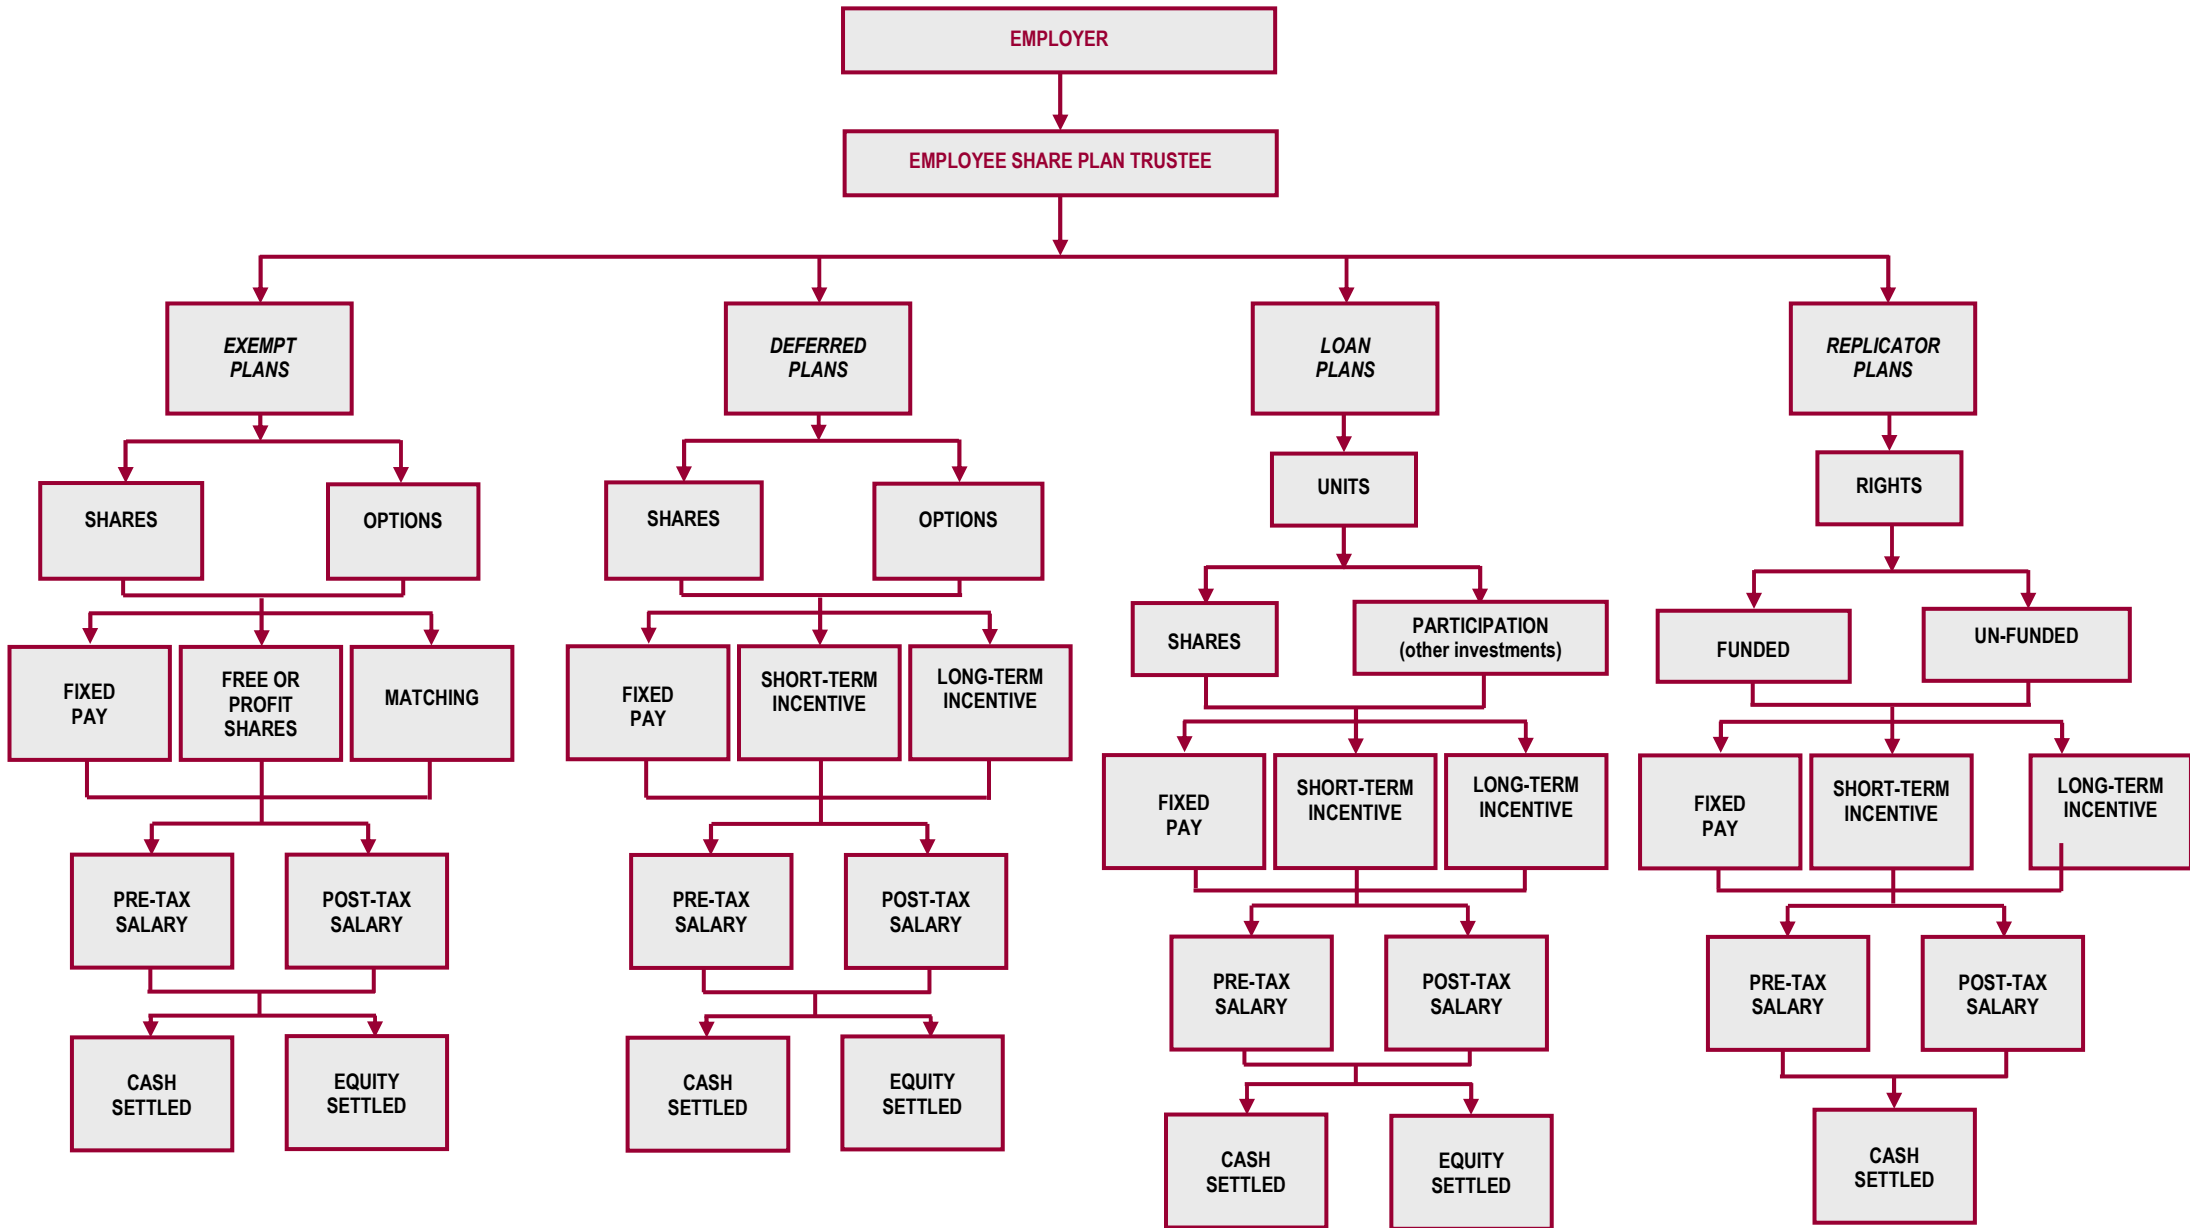 EMPLOYER
EMPLOYEE SHARE PLAN TRUSTEE
EXEMPT
PLANS
DEFERRED
PLANS
LOAN
PLANS
REPLICATOR
PLANS
SHARES
OPTIONS
SHARES
OPTIONS
UNITS
RIGHTS
SHARES
PARTICIPATION
(other investments)
FUNDED
UN-FUNDED
FIXED
PAY
FREE OR
PROFIT
SHARES
MATCHING
FIXED
PAY
SHORT-TERM
INCENTIVE
LONG-TERM
INCENTIVE
FIXED
PAY
SHORT-TERM
INCENTIVE
LONG-TERM
INCENTIVE
FIXED
PAY
SHORT-TERM
INCENTIVE
LONG-TERM
INCENTIVE
PRE-TAX
SALARY
POST-TAX
SALARY
PRE-TAX
SALARY
POST-TAX
SALARY
PRE-TAX
SALARY
POST-TAX
SALARY
PRE-TAX
SALARY
POST-TAX
SALARY
CASH
SETTLED
EQUITY
SETTLED
CASH
SETTLED
EQUITY
SETTLED
CASH
SETTLED
EQUITY
SETTLED
CASH
SETTLED